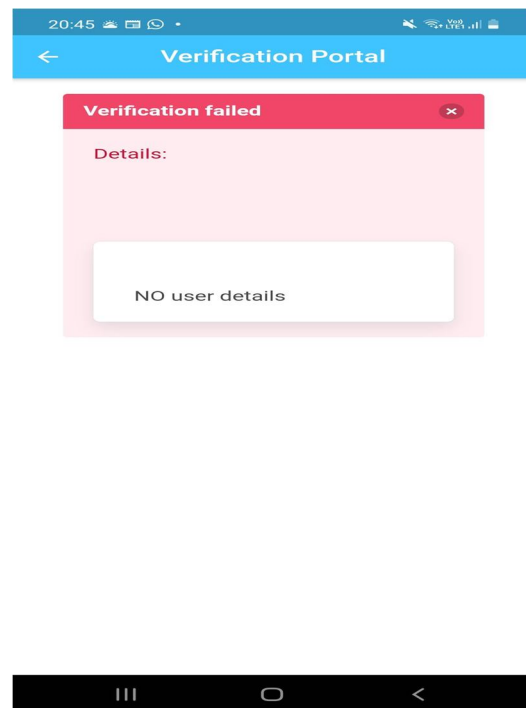 20:45
Verification Portal
Verification failed
Details:
NO user details